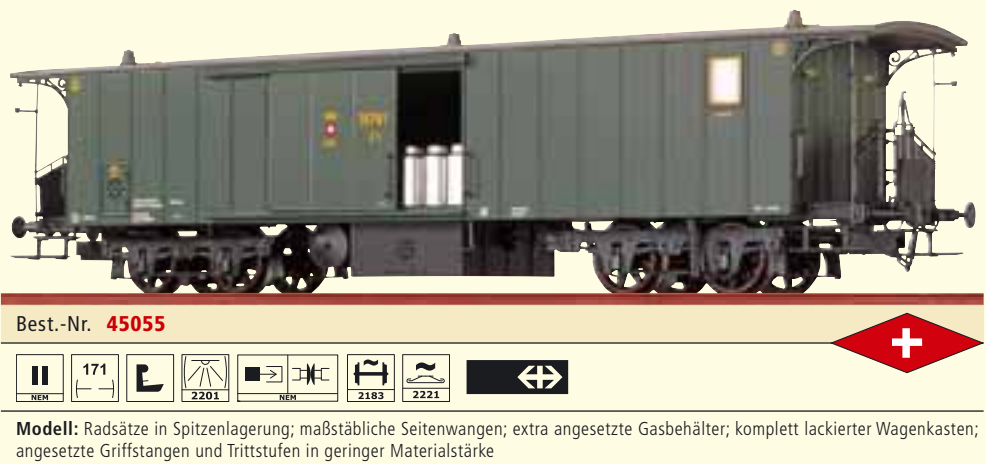 Best.-Nr. 45055
II
NEM
171
2201
NEM
2183
2221
Modell: Radsätze in Spitzenlagerung; maßstäbliche Seitenwangen; extra angesetzte Gasbehälter; komplett lackierter Wagenkasten;
angesetzte Griffstangen und Trittstufen in geringer Materialstärke